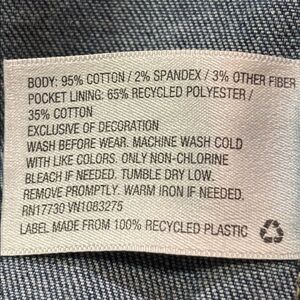 BODY: 95% COTTON / 2% SPANDEX / 3% OTHER FIBER
POCKET LINING: 65% RECYCLED POLYESTER /
35% COTTON
EXCLUSIVE OF DECORATION
WASH BEFORE WEAR. MACHINE WASH COLD
WITH LIKE COLORS. ONLY NON-CHLORINE
BLEACH IF NEEDED. TUMBLE DRY LOW.
REMOVE PROMPTLY. WARM IRON IF NEEDED.
RN17730 VN1083275
LABEL MADE FROM 100% RECYCLED PLASTIC